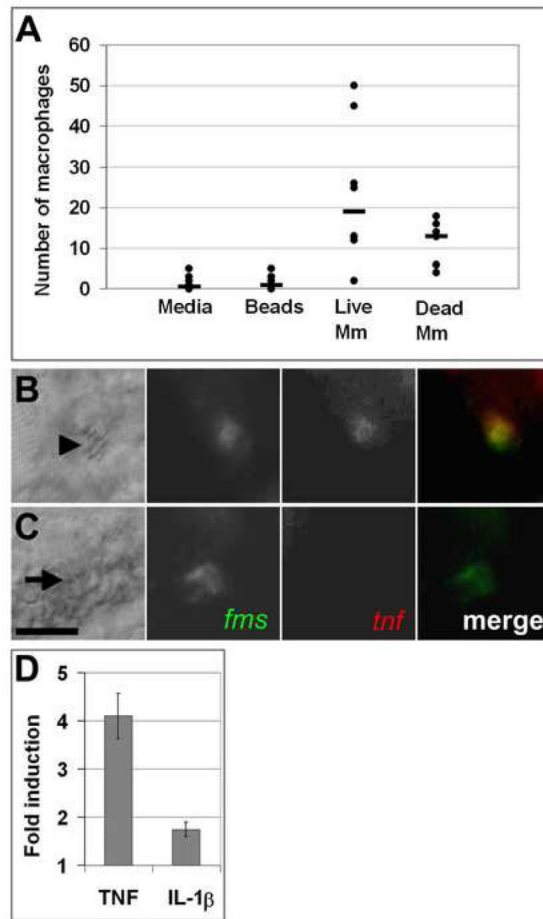 A
Number of macrophages
60
50
40
30
20
10
0
Media
Beads
Live
Mm
Dead
Mm
B
C
fms
tnf
merge
D
Fold induction
5
4
3
2
1
TNF
IL-1β